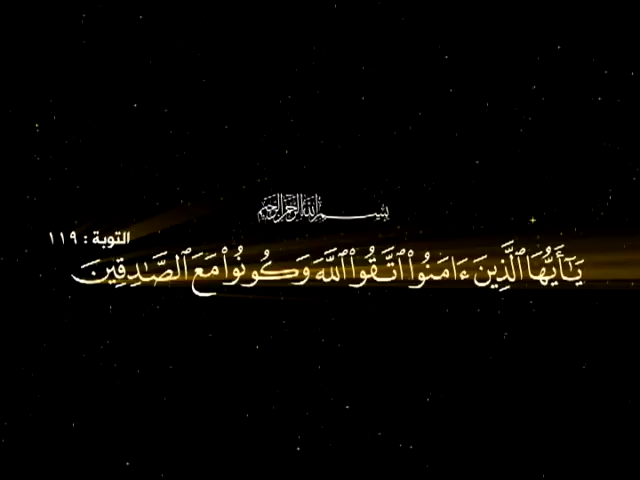 بسم الله الرحمن الرحيم
التوبة : ١١٩
يَـٰٓأَيُّهَا ٱلَّذِينَ ءَامَنُوا۟ ٱتَّقُوا۟ ٱللَّهَ وَكُونُوا۟ مَعَ ٱلصَّـٰدِقِينَ